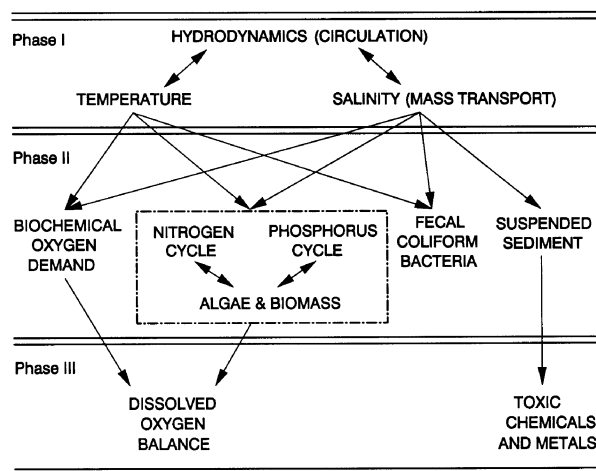 Phase I
HYDRODYNAMICS (CIRCULATION)
TEMPERATURE
SALINITY (MASS TRANSPORT)
Phase II
BIOCHEMICAL
OXYGEN
DEMAND
NITROGEN
CYCLE
PHOSPHORUS
CYCLE
ALGAE & BIOMASS
FECAL
COLIFORM
BACTERIA
SUSPENDED
SEDIMENT
Phase III
DISSOLVED
OXYGEN
BALANCE
TOXIC
CHEMICALS
AND METALS